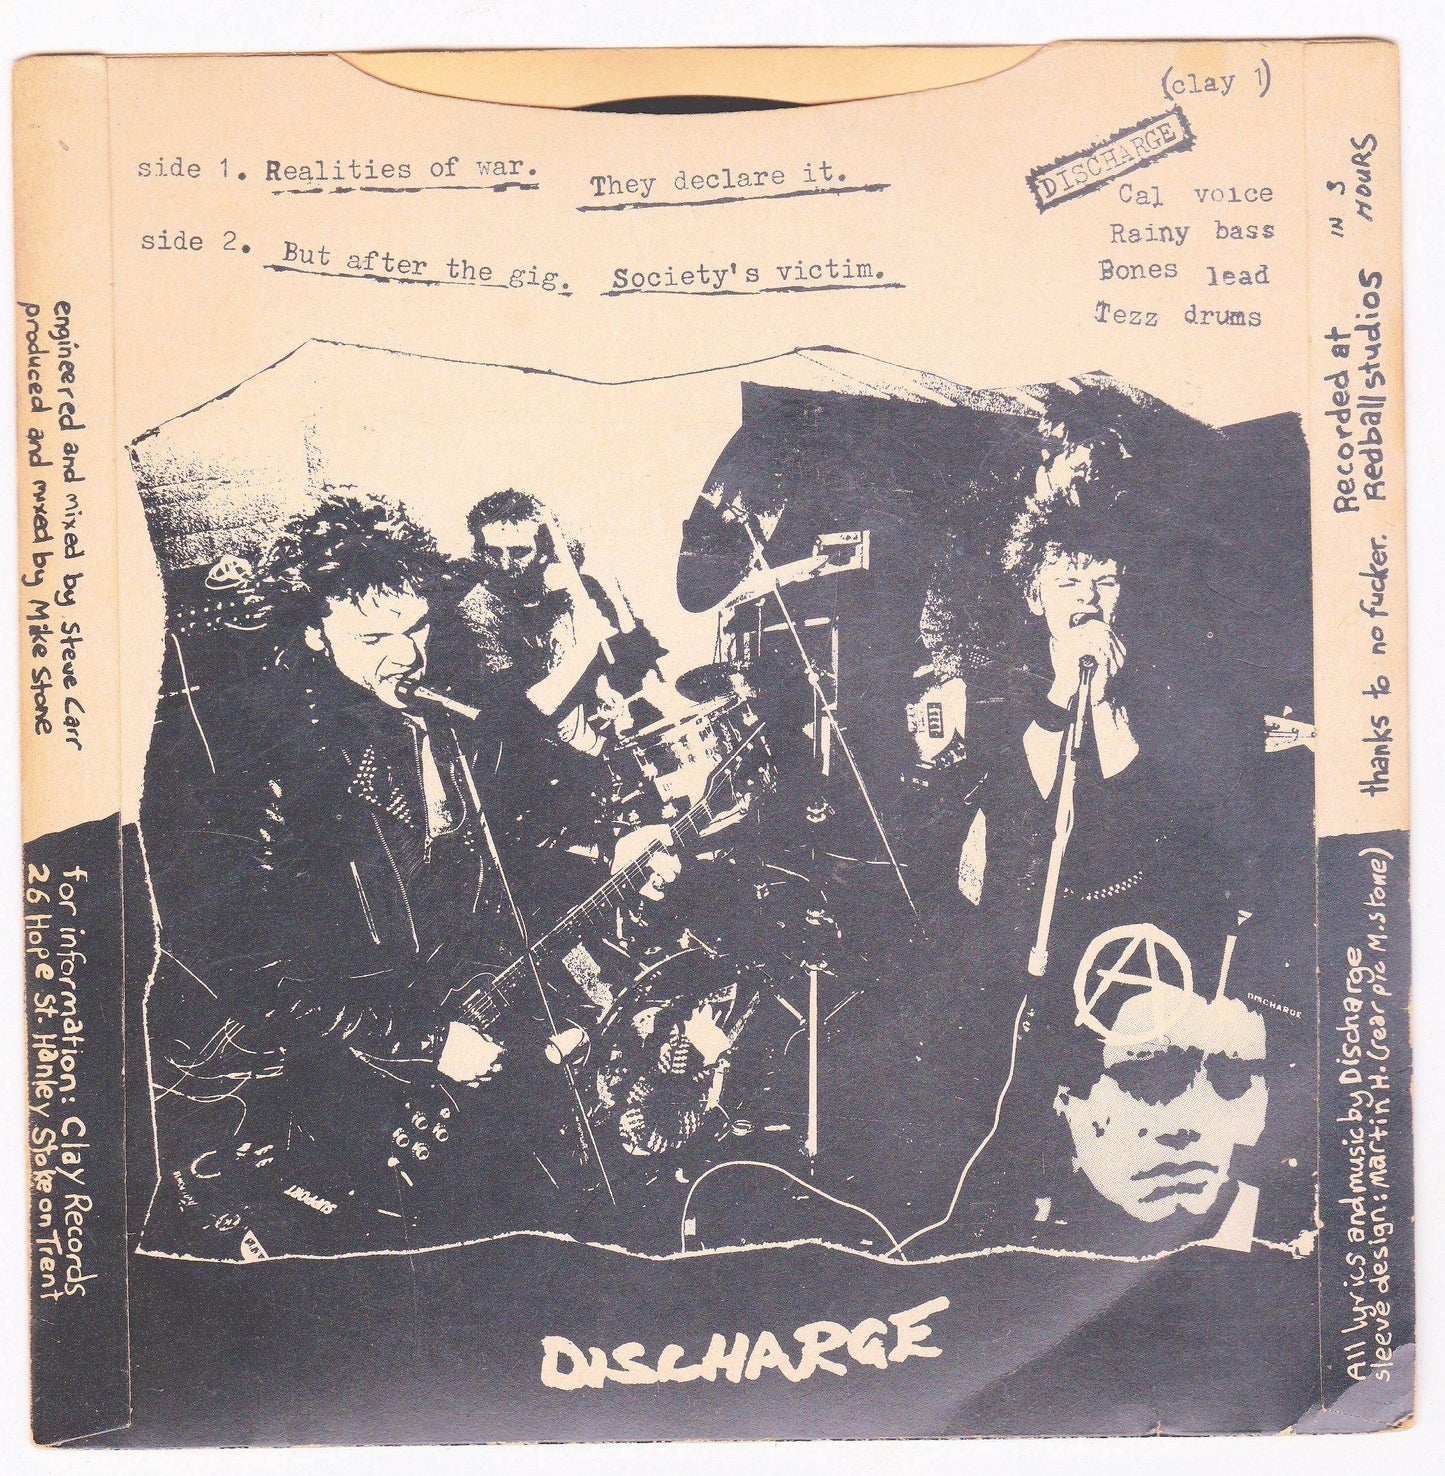 (clay 1)
DISCHARGE
side 1. Realities of war. They declare it.
side 2. But after the gig. Society's victim.
Cal voice
Rainy bass
Bones lead
Tezz drums
engineered and mixed by Steve Carr
produced and mixed by Mike Stone
for information: Clay Records
26 Hope St. Hanley Stoke on Trent
Recorded at
Redball studios
IN 3
HOURS
thanks to no fucker.
All lyrics and music by Discharge
sleeve design: Martin H. (rear pic M.stone)
A
DISCHARGE
SUPPORT
DISCHARGE